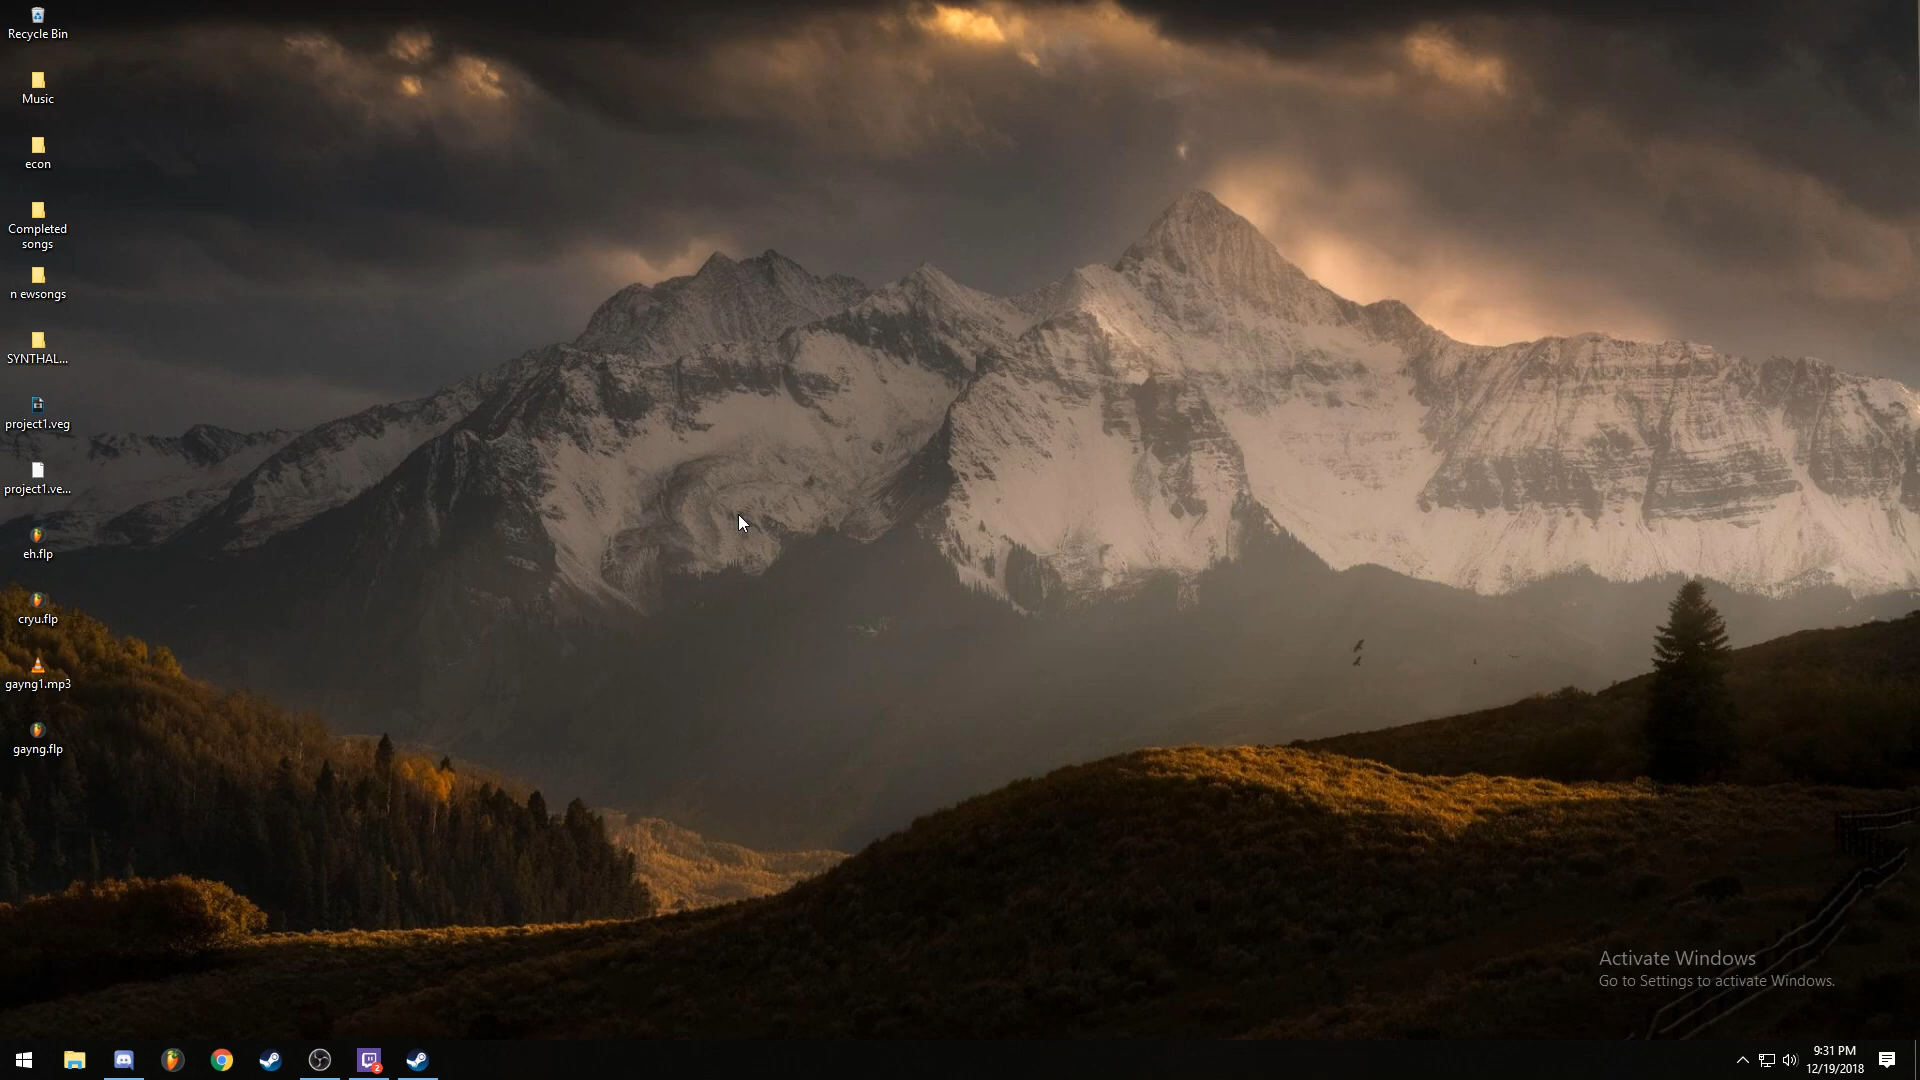 Recycle Bin
Music
econ
Completed
songs
n ewsongs
SYNTHAL...
project1.veg
project1.ve...
eh.flp
cryu.flp
gayng1.mp3
gayng.flp
Activate Windows
Go to Settings to activate Windows.
2
9:31 PM
12/19/2018